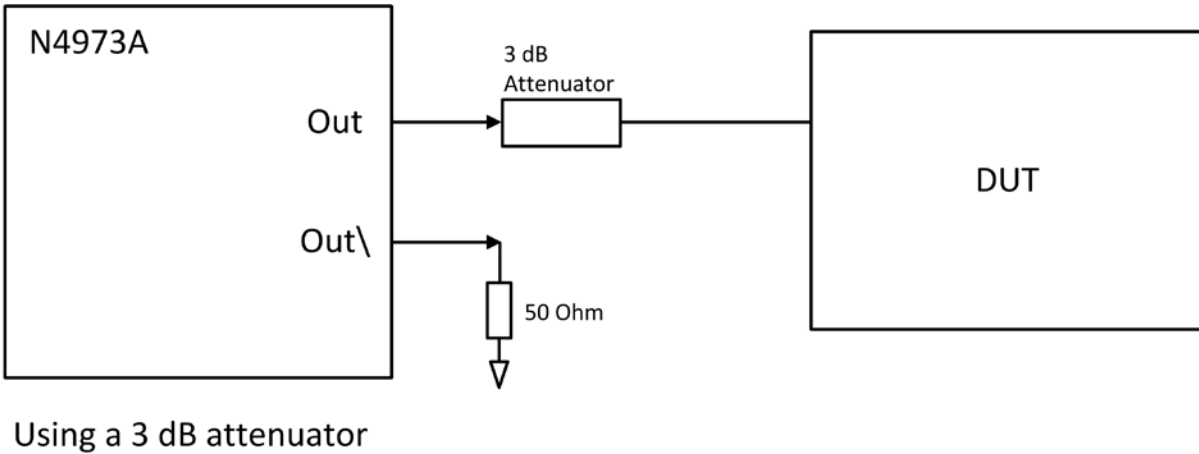 N4973A
3 dB
Attenuator
Out
DUT
Out\
50 Ohm
Using a 3 dB attenuator